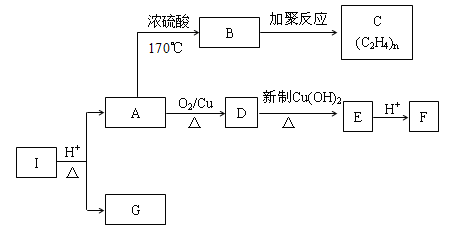 浓硫酸
170℃
B
加聚反应
C
(C₂H₄)n
A
O₂/Cu
△
D
新制Cu(OH)₂
△
E
H⁺
F
I
H⁺
△
G